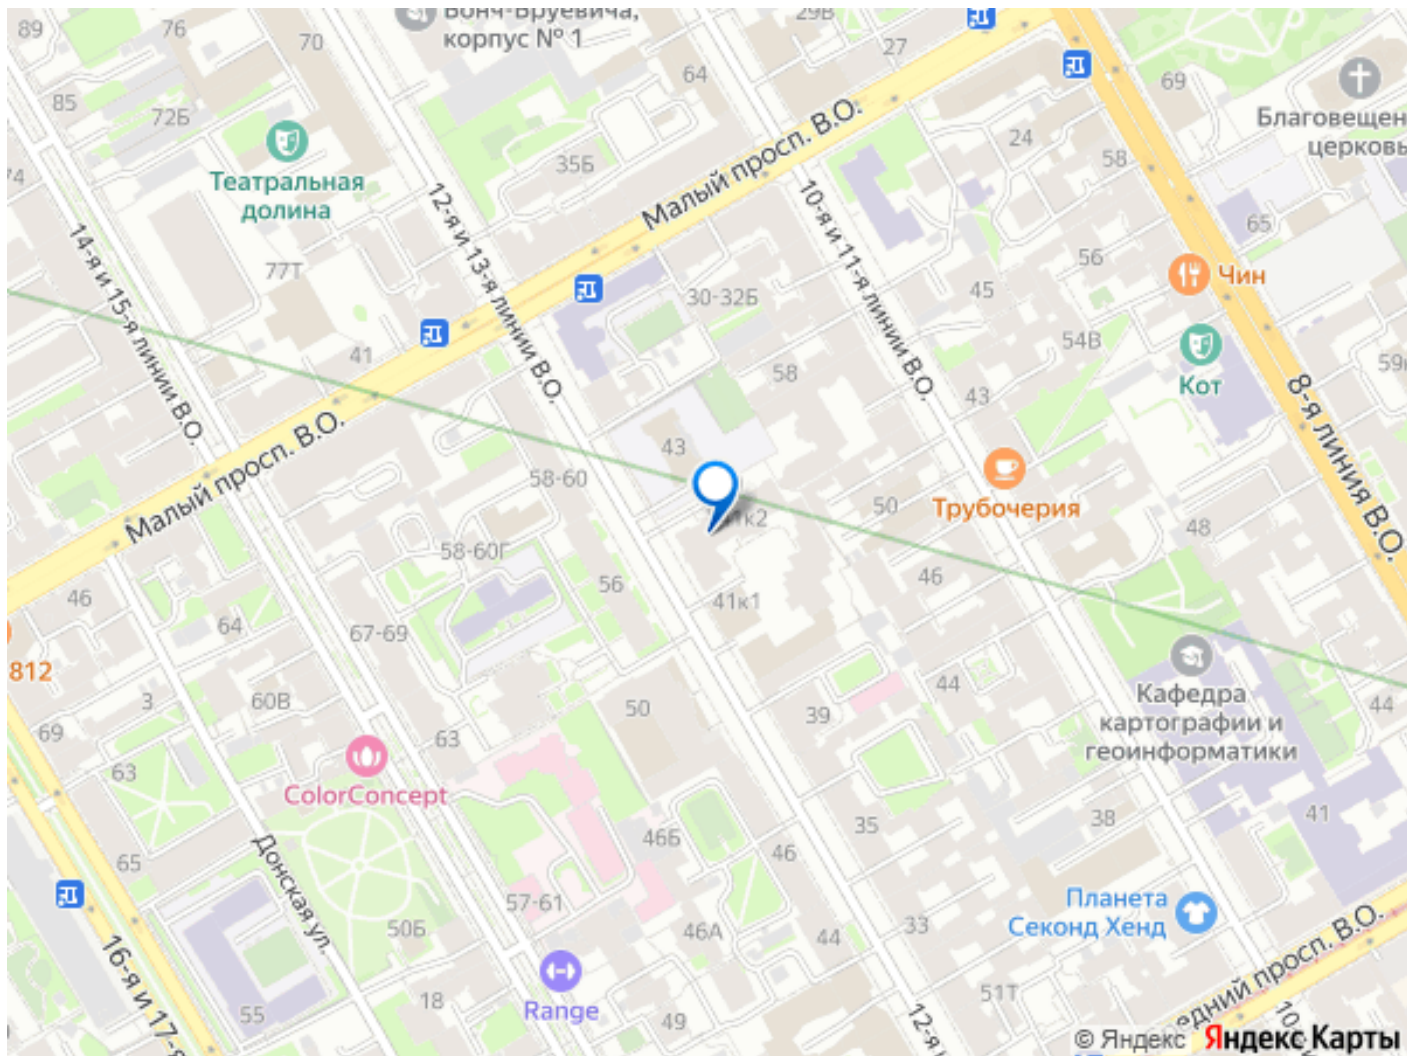 89
76
70
Бонч-Бруевича,
корпус № 1
29В
27
64
69
85
72Б
Благовещен
церковь
24
58
Театральная
долина
35Б
Малый просп. В.О.
74
12-я и 13-я линии В.О.
10-я и 11-я линии В.О.
65
14-я и 15-я линии В.О.
77Т
56
Чин
30-32Б
45
41
54В
58
Кот
59
43
8-я линия В.О.
Малый просп. В.О.
43
58-60
50
Трубочерия
41к2
48
58-60Г
46
56
46
41к1
64
67-69
812
3
60В
44
Кафедра
картографии и
геоинформатики
44
69
50
39
63
63
ColorConcept
38
41
35
46Б
46
65
Донская ул.
57-61
Планета
Секонд Хенд
50Б
46А
44
33
16-я и 17-я
Range
18
51Т
едний просп. В.О.
55
49
12-я и
10-
© Яндекс Яндекс Карты